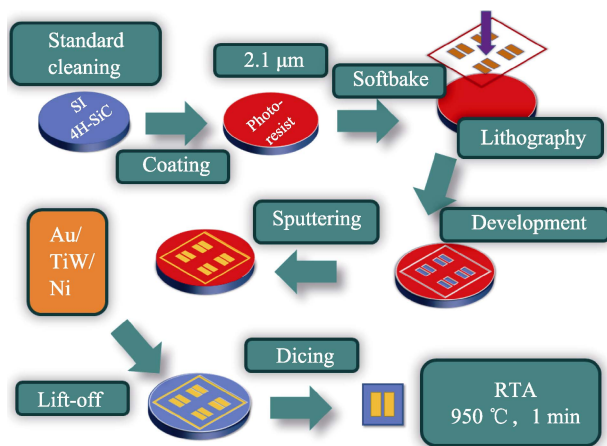 Standard
cleaning
SI
4H-SiC
Coating
2.1 μm
Photo-
resist
Softbake
Lithography
Development
Sputtering
Au/
TiW/
Ni
Lift-off
Dicing
RTA
950 ℃, 1 min